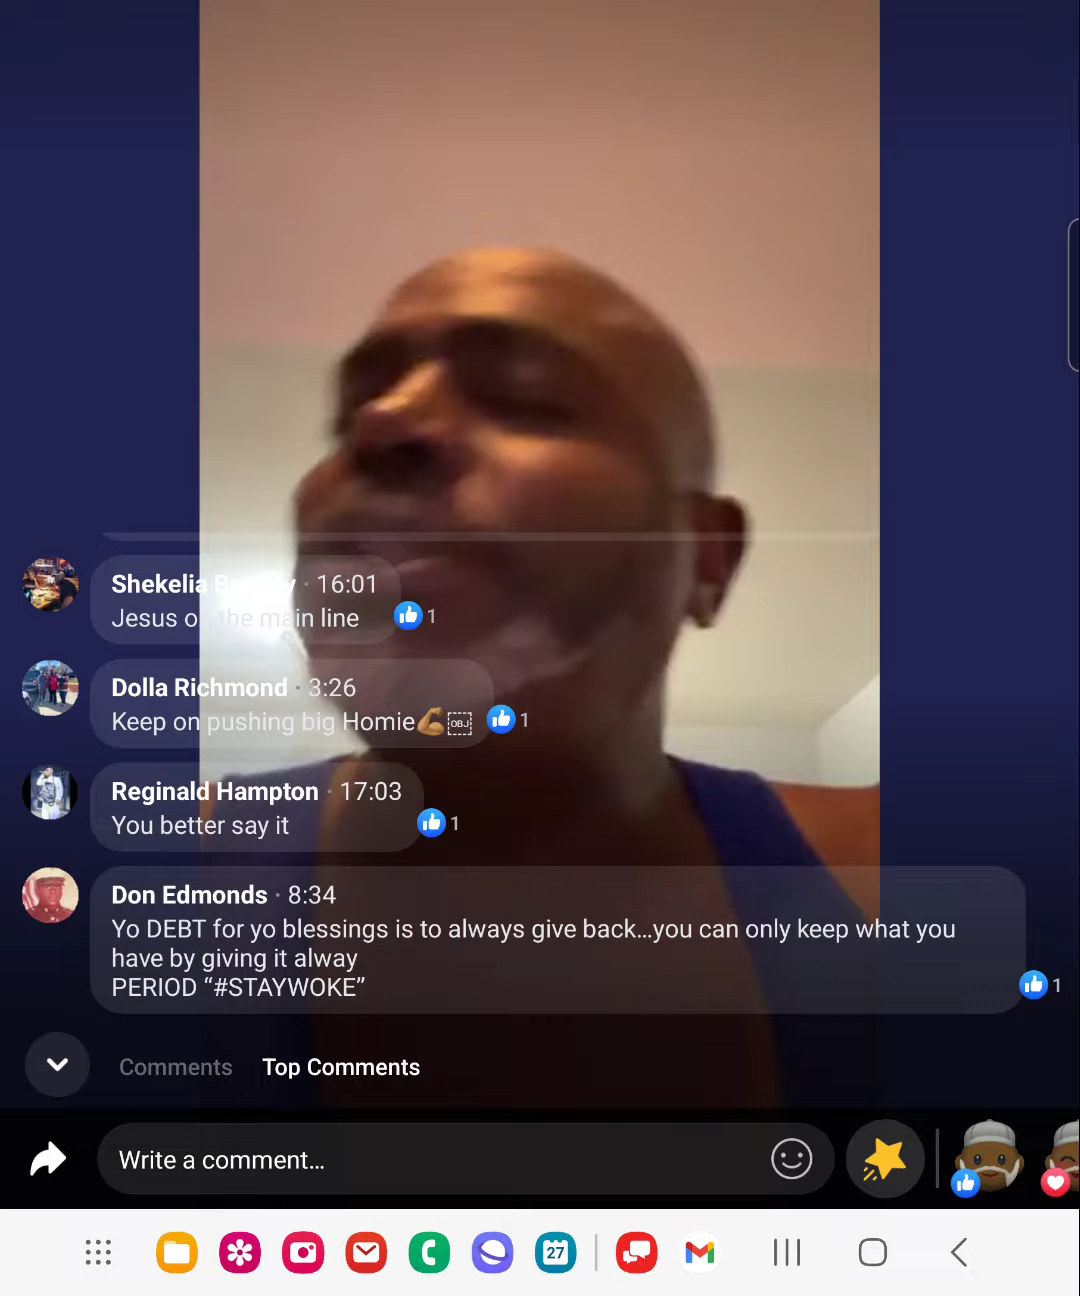 Shekelia · 16:01
Jesus on the main line
1
Dolla Richmond · 3:26
Keep on pushing big Homie💪🏾OBJ
1
Reginald Hampton · 17:03
You better say it
1
Don Edmonds · 8:34
Yo DEBT for yo blessings is to always give back...you can only keep what you
have by giving it alway
PERIOD “#STAYWOKE”
1
Comments Top Comments
Write a comment...
27